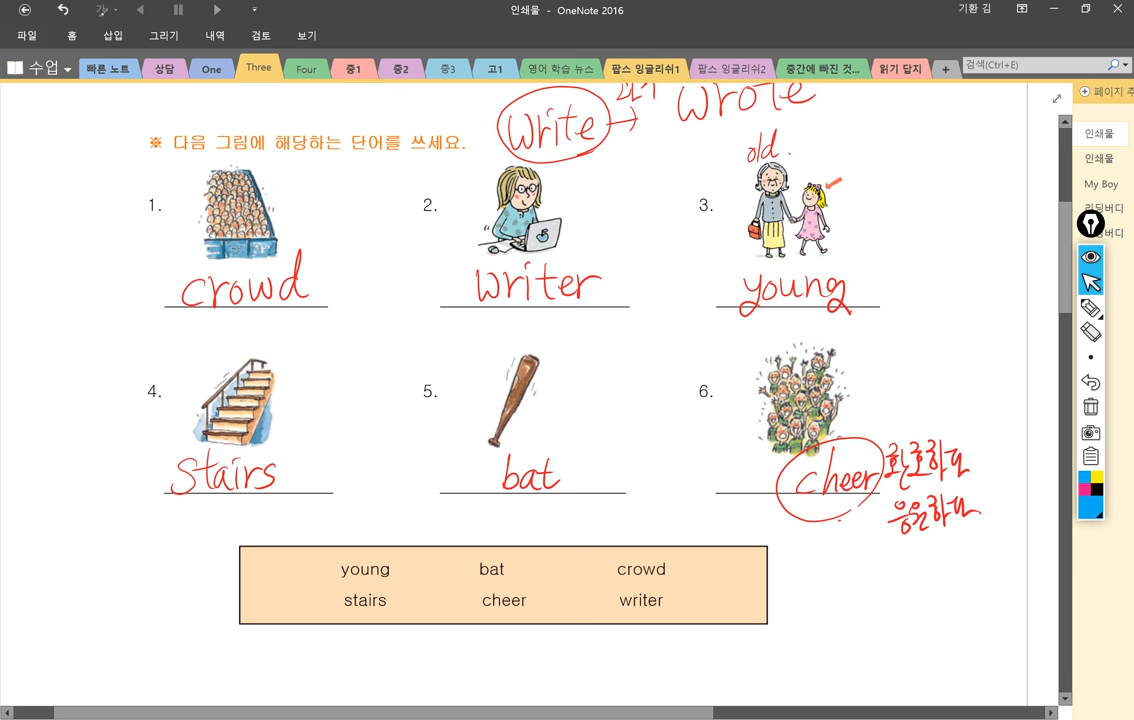 인쇄물 - OneNote 2016
기환 김
파일 홈 삽입 그리기 내역 검토 보기
수업 빠른 노트 상담 One Three Four 중1 중2 중3 고1 영어 학습 뉴스 팝스 잉글리쉬1 팝스 잉글리쉬2 중간에 빠진 것... 읽기 답지 + 검색(Ctrl+E)
페이지 추
인쇄물
인쇄물
My Boy
리딩버디
write → wrote
※ 다음 그림에 해당하는 단어를 쓰세요.
old
1. 2. 3.
crowd writer young
4. 5. 6.
stairs bat cheer 환호하다
응원하다
young bat crowd
stairs cheer writer